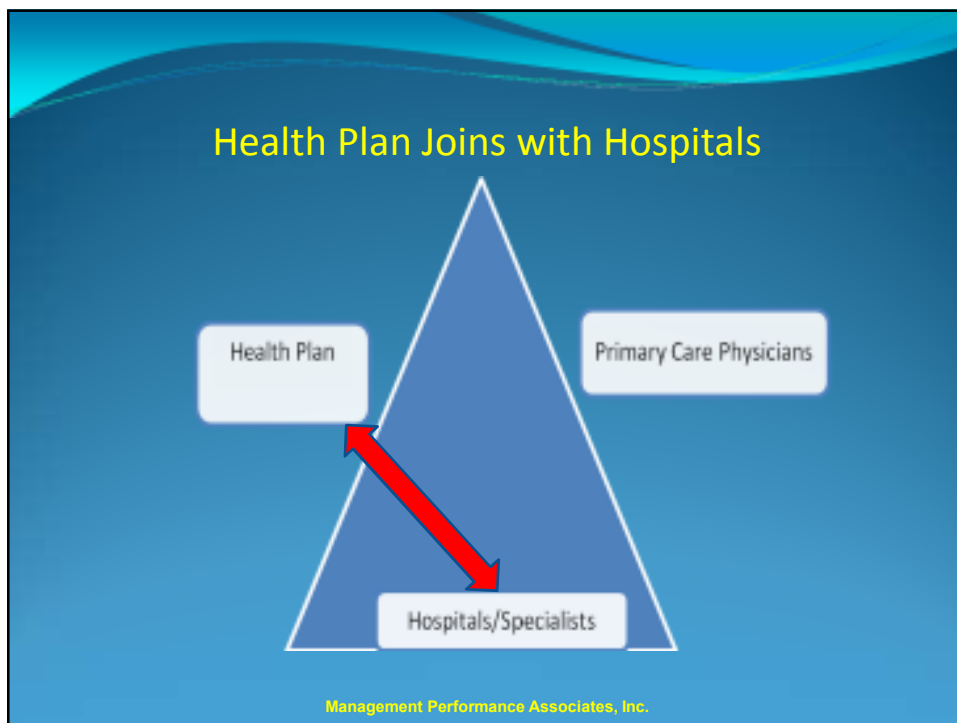 Health Plan Joins with Hospitals
Health Plan
Primary Care Physicians
Hospitals/Specialists
Management Performance Associates, Inc.